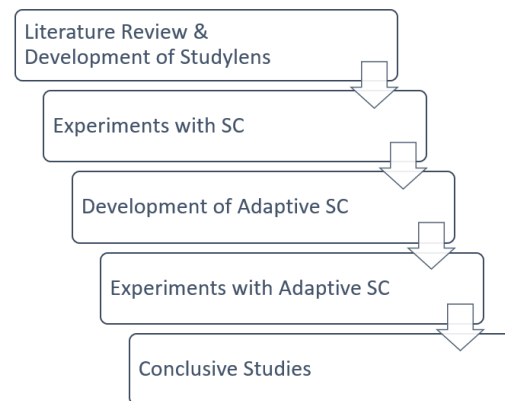 Literature Review &
Development of Studylens
Experiments with SC
Development of Adaptive SC
Experiments with Adaptive SC
Conclusive Studies